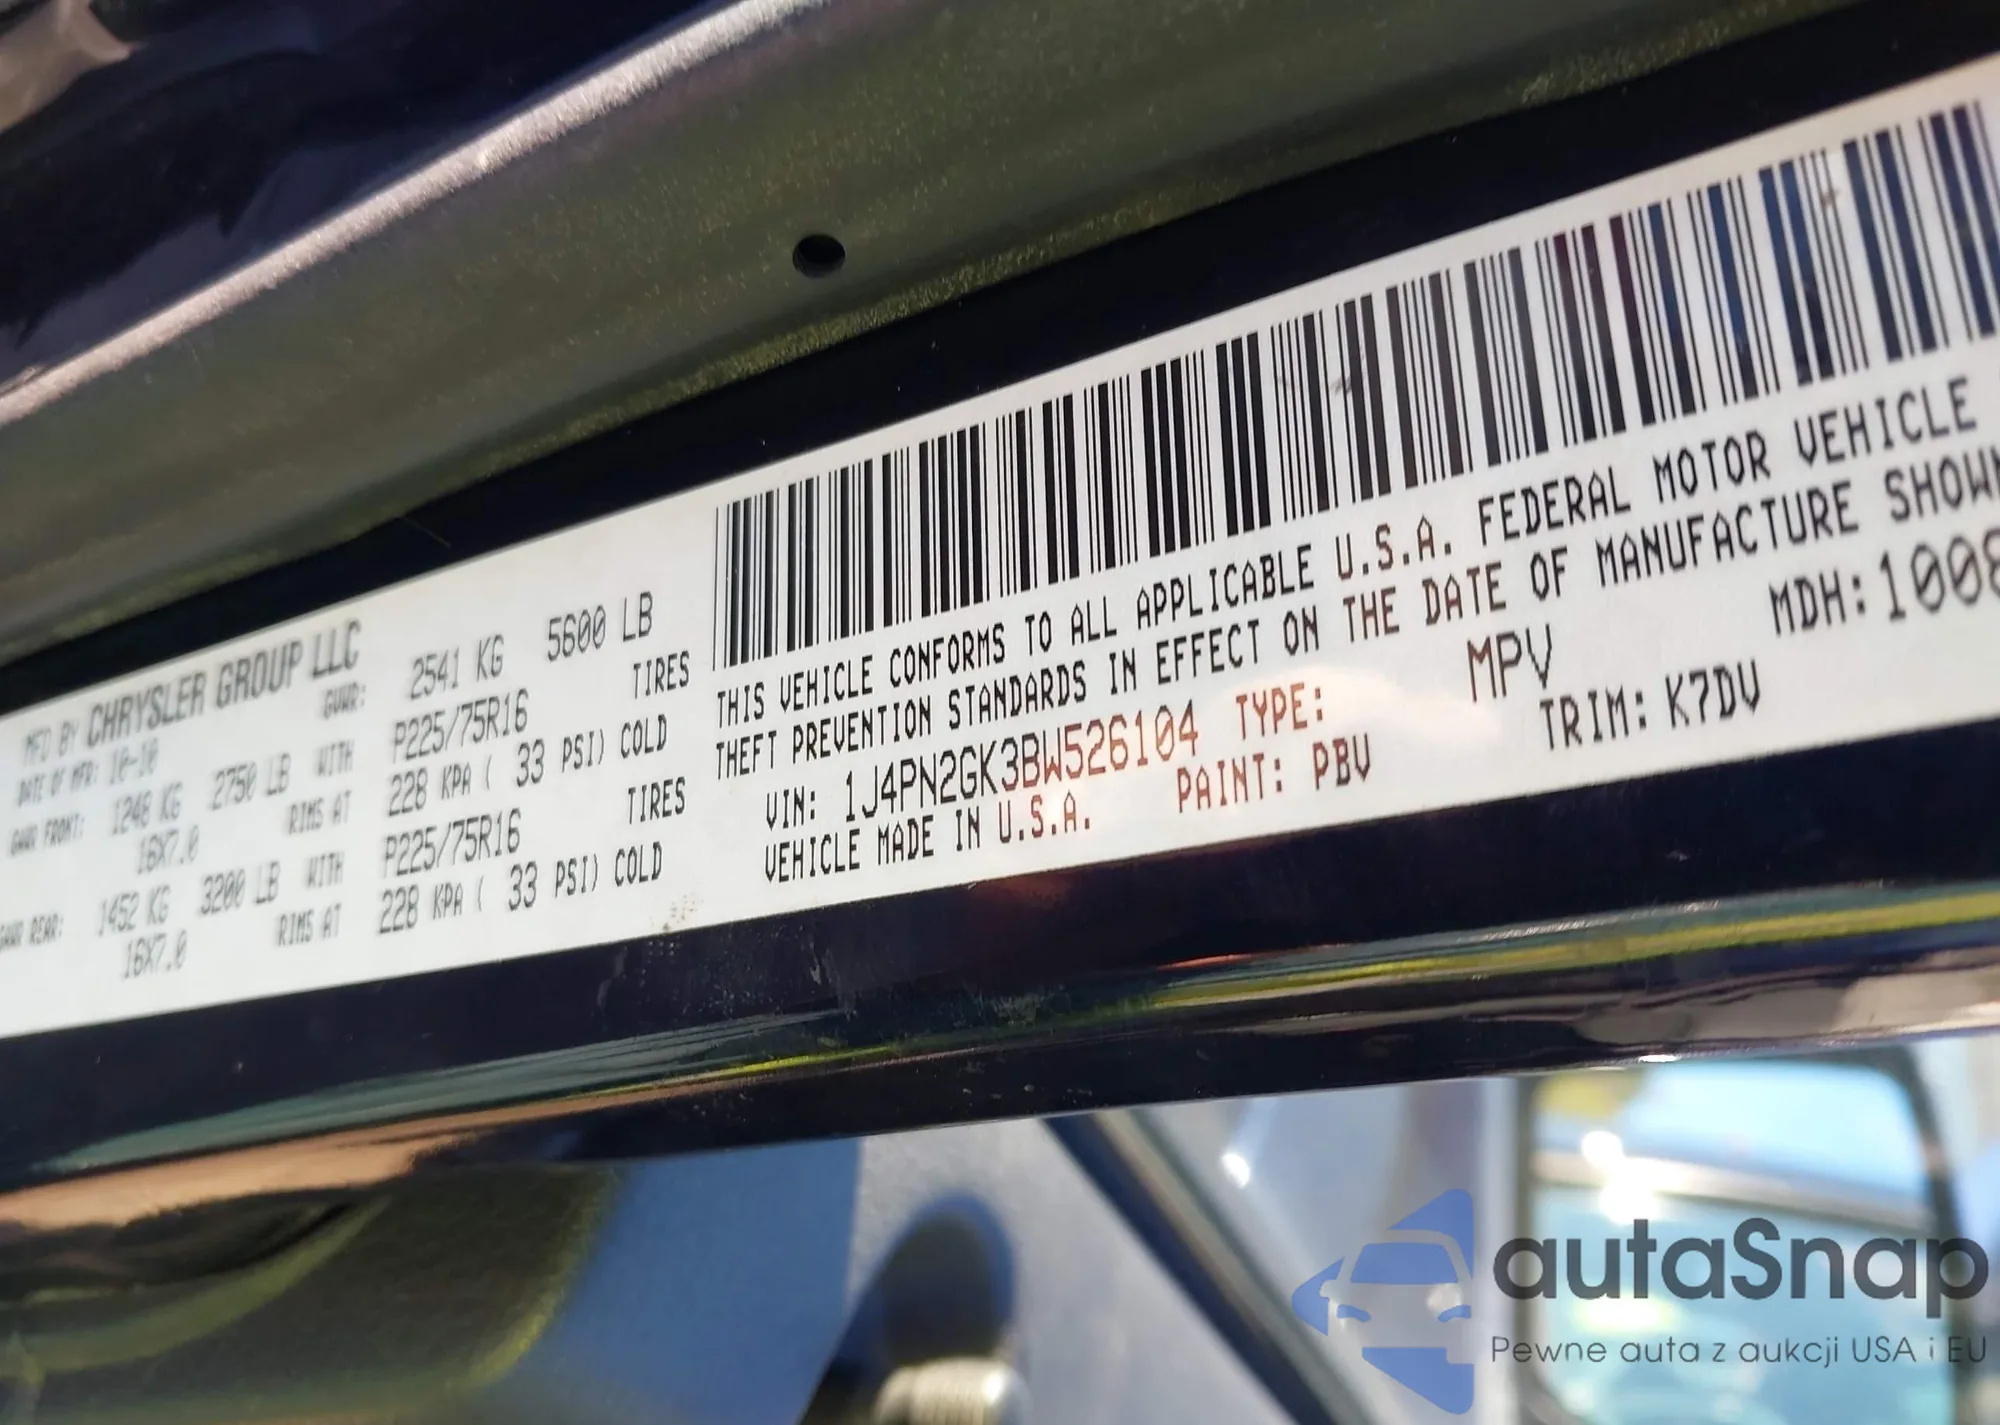 MFD BY CHRYSLER GROUP LLC
DATE OF MFR: 10-10 GVWR: 2541 KG 5600 LB
GAWR FRONT: 1248 KG 2750 LB WITH P225/75R16 TIRES
16X7.0 RIMS AT 228 KPA ( 33 PSI) COLD
GAWR REAR: 1452 KG 3200 LB WITH P225/75R16 TIRES
16X7.0 RIMS AT 228 KPA ( 33 PSI) COLD
THIS VEHICLE CONFORMS TO ALL APPLICABLE U.S.A. FEDERAL MOTOR VEHICLE
THEFT PREVENTION STANDARDS IN EFFECT ON THE DATE OF MANUFACTURE SHOWN
VIN: 1J4PN2GK3BW526104 TYPE: MPV MDH: 1008
VEHICLE MADE IN U.S.A. PAINT: PBV TRIM: K7DV
autaSnap
Pewne auta z aukcji USA i EU